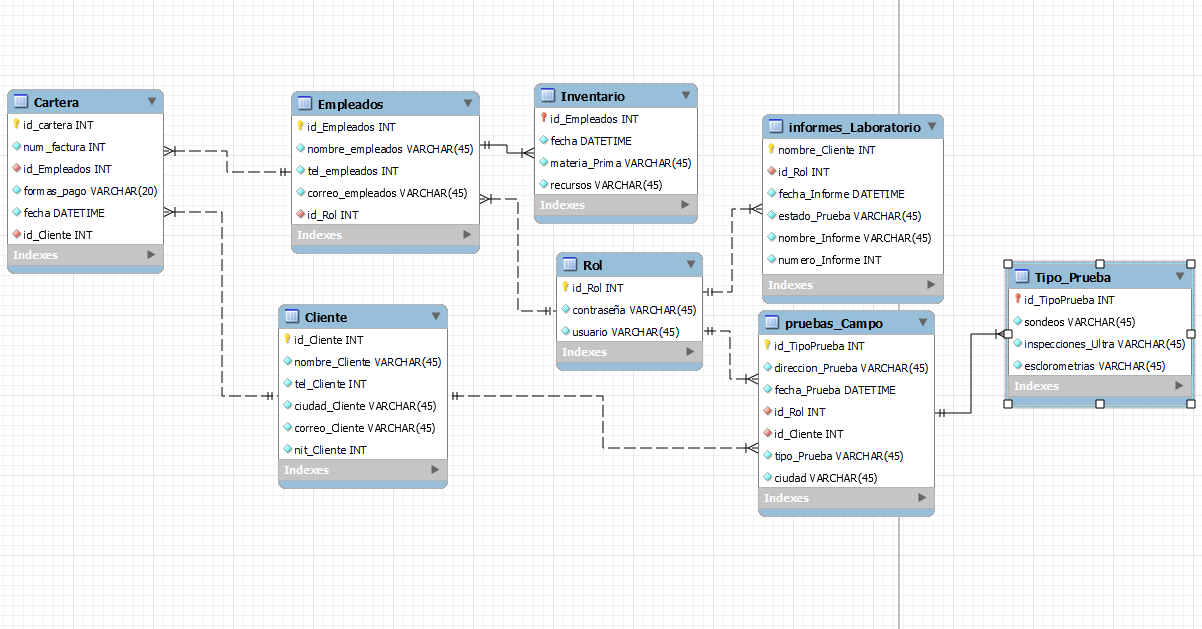 Cartera
id_cartera INT
num_factura INT
id_Empleados INT
formas_pago VARCHAR(20)
fecha DATETIME
id_Cliente INT
Indexes
Empleados
id_Empleados INT
nombre_empleados VARCHAR(45)
tel_empleados INT
correo_empleados VARCHAR(45)
id_Rol INT
Indexes
Inventario
id_Empleados INT
fecha DATETIME
materia_Prima VARCHAR(45)
recursos VARCHAR(45)
Indexes
informes_Laboratorio
nombre_Cliente INT
id_Rol INT
fecha_Informe DATETIME
estado_Prueba VARCHAR(45)
nombre_Informe VARCHAR(45)
numero_Informe INT
Indexes
Rol
id_Rol INT
contraseña VARCHAR(45)
usuario VARCHAR(45)
Indexes
Tipo_Prueba
id_TipoPrueba INT
sondeos VARCHAR(45)
inspecciones_Ultra VARCHAR(45)
esclorometrias VARCHAR(45)
Indexes
Cliente
id_Cliente INT
nombre_Cliente VARCHAR(45)
tel_Cliente INT
ciudad_Cliente VARCHAR(45)
correo_Cliente VARCHAR(45)
nit_Cliente INT
Indexes
pruebas_Campo
id_TipoPrueba INT
direccion_Prueba VARCHAR(45)
fecha_Prueba DATETIME
id_Rol INT
id_Cliente INT
tipo_Prueba VARCHAR(45)
ciudad VARCHAR(45)
Indexes